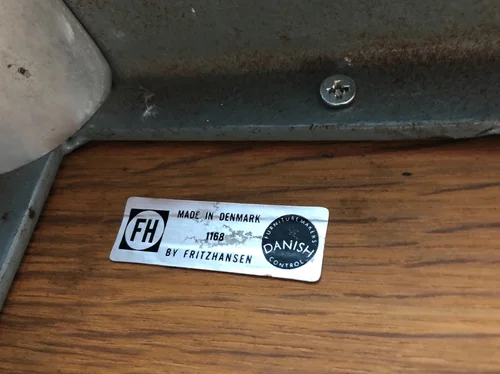 FH
MADE IN DENMARK
1168
BY FRITZHANSEN
FURNITUREMAKERS
DANISH
CONTROL